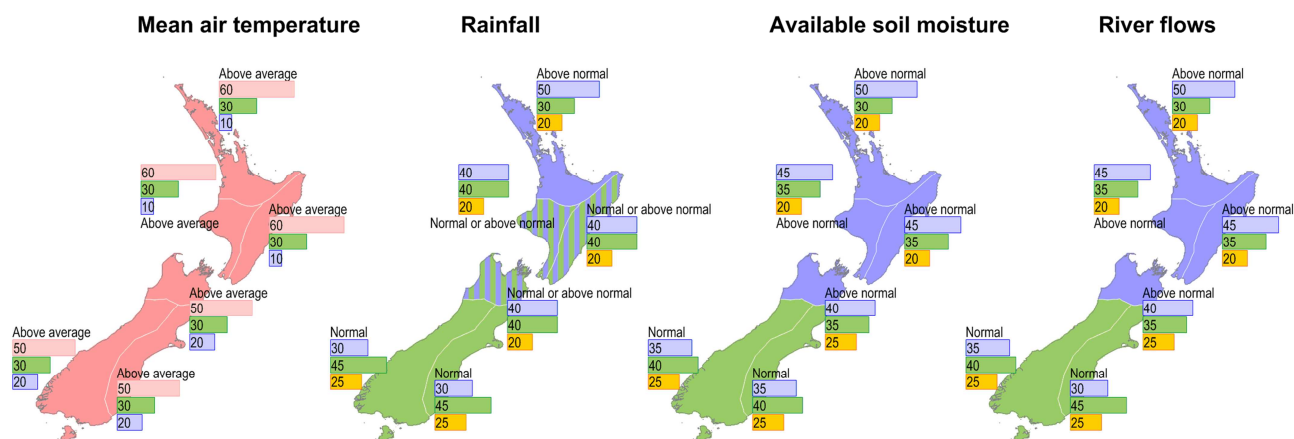 Mean air temperature
Rainfall
Available soil moisture
River flows
Above average
60
30
10
60
30
10
Above average
Above average
60
30
10
Above average
50
30
20
Above average
50
30
20
Above average
50
30
20
Above normal
50
30
20
40
40
20
Normal or above normal
Normal or above normal
40
40
20
Normal or above normal
40
40
20
Normal
30
45
25
Normal
30
45
25
Above normal
50
30
20
45
35
20
Above normal
Above normal
45
35
20
Above normal
40
35
25
Normal
35
40
25
Normal
35
40
25
Above normal
50
30
20
45
35
20
Above normal
Above normal
45
35
20
Above normal
40
35
25
Normal
35
40
25
Normal
30
45
25